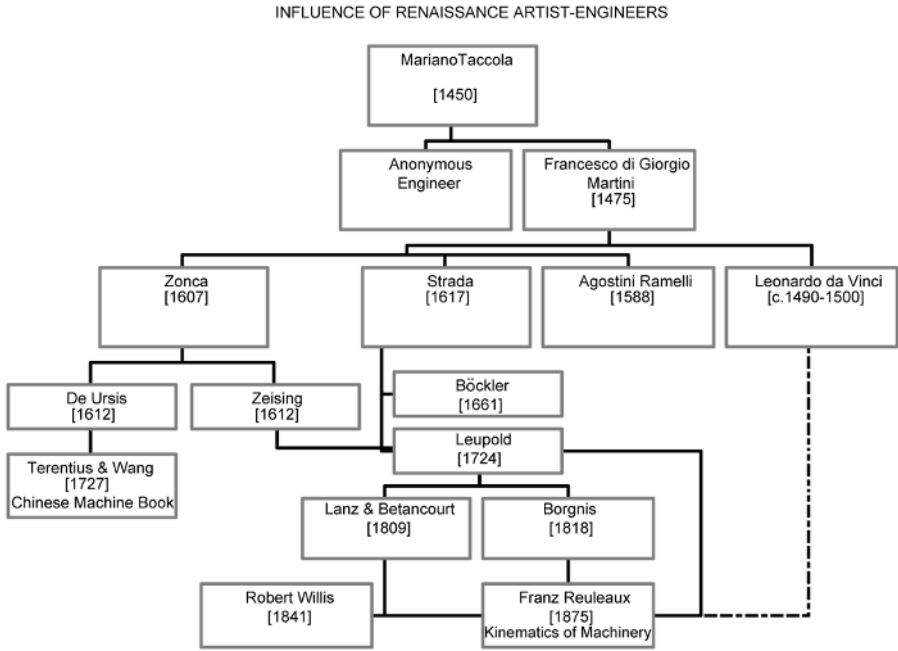 INFLUENCE OF RENAISSANCE ARTIST-ENGINEERS
MarianoTaccola
[1450]
Anonymous
Engineer
Francesco di Giorgio
Martini
[1475]
Zonca
[1607]
Strada
[1617]
Agostini Ramelli
[1588]
Leonardo da Vinci
[c.1490-1500]
De Ursis
[1612]
Zeising
[1612]
Böckler
[1661]
Leupold
[1724]
Terentius & Wang
[1727]
Chinese Machine Book
Lanz & Betancourt
[1809]
Borgnis
[1818]
Robert Willis
[1841]
Franz Reuleaux
[1875]
Kinematics of Machinery